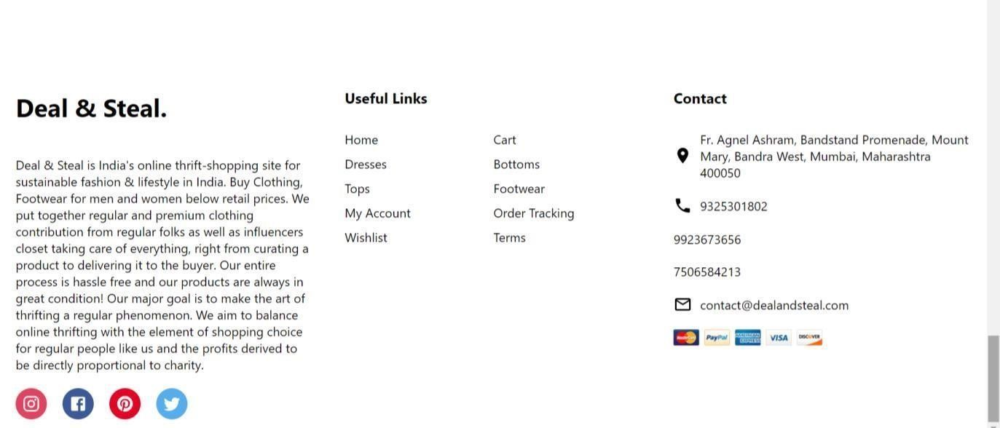 Deal & Steal.
Deal & Steal is India's online thrift-shopping site for
sustainable fashion & lifestyle in India. Buy Clothing,
Footwear for men and women below retail prices. We
put together regular and premium clothing
contribution from regular folks as well as influencers
closet taking care of everything, right from curating a
product to delivering it to the buyer. Our entire
process is hassle free and our products are always in
great condition! Our major goal is to make the art of
thrifting a regular phenomenon. We aim to balance
online thrifting with the element of shopping choice
for regular people like us and the profits derived to
be directly proportional to charity.
Useful Links
Home
Dresses
Tops
My Account
Wishlist
Cart
Bottoms
Footwear
Order Tracking
Terms
Contact
Fr. Agnel Ashram, Bandstand Promenade, Mount
Mary, Bandra West, Mumbai, Maharashtra
400050
9325301802
9923673656
7506584213
contact@dealandsteal.com
MasterCard PayPal AMERICAN EXPRESS VISA DISCOVER